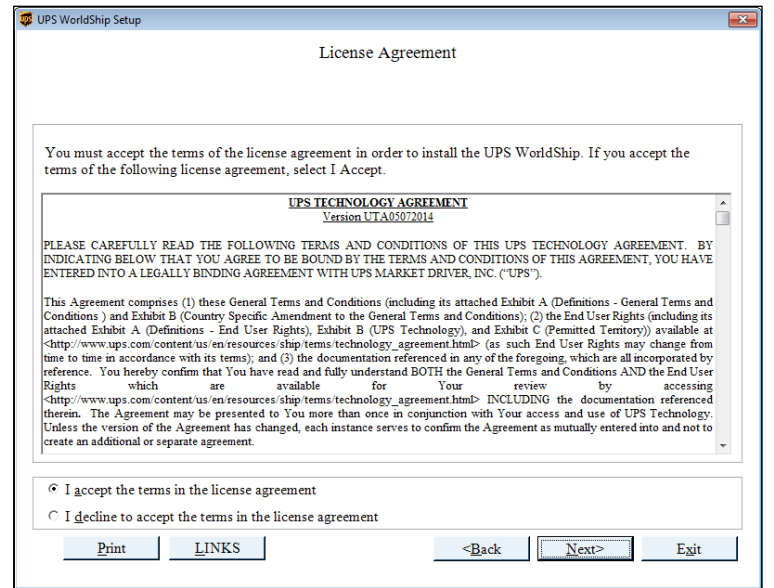 UPS WorldShip Setup
License Agreement
You must accept the terms of the license agreement in order to install the UPS WorldShip. If you accept the
terms of the following license agreement, select I Accept.
UPS TECHNOLOGY AGREEMENT
Version UTA05072014
PLEASE CAREFULLY READ THE FOLLOWING TERMS AND CONDITIONS OF THIS UPS TECHNOLOGY AGREEMENT. BY
INDICATING BELOW THAT YOU AGREE TO BE BOUND BY THE TERMS AND CONDITIONS OF THIS AGREEMENT, YOU HAVE
ENTERED INTO A LEGALLY BINDING AGREEMENT WITH UPS MARKET DRIVER, INC. (“UPS”).
This Agreement comprises (1) these General Terms and Conditions (including its attached Exhibit A (Definitions - General Terms and
Conditions ) and Exhibit B (Country Specific Amendment to the General Terms and Conditions); (2) the End User Rights (including its
attached Exhibit A (Definitions - End User Rights), Exhibit B (UPS Technology), and Exhibit C (Permitted Territory)) available at
<http://www.ups.com/content/us/en/resources/ship/terms/technology_agreement.html> (as such End User Rights may change from
time to time in accordance with its terms); and (3) the documentation referenced in any of the foregoing, which are all incorporated by
reference. You hereby confirm that You have read and fully understand BOTH the General Terms and Conditions AND the End User
Rights which are available for Your review by accessing
<http://www.ups.com/content/us/en/resources/ship/terms/technology_agreement.html> INCLUDING the documentation referenced
therein. The Agreement may be presented to You more than once in conjunction with Your access and use of UPS Technology.
Unless the version of the Agreement has changed, each instance serves to confirm the Agreement as mutually entered into and not to
create an additional or separate agreement.
I accept the terms in the license agreement
I decline to accept the terms in the license agreement
Print LINKS <Back Next> Exit